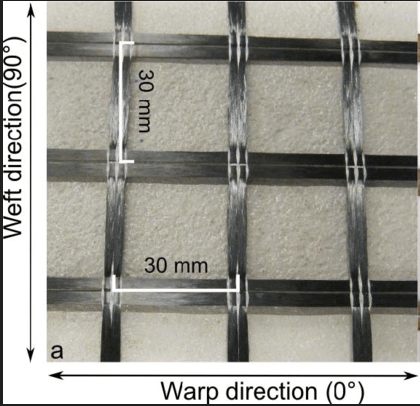 Weft direction(90°)
30 mm
30 mm
a
Warp direction (0°)